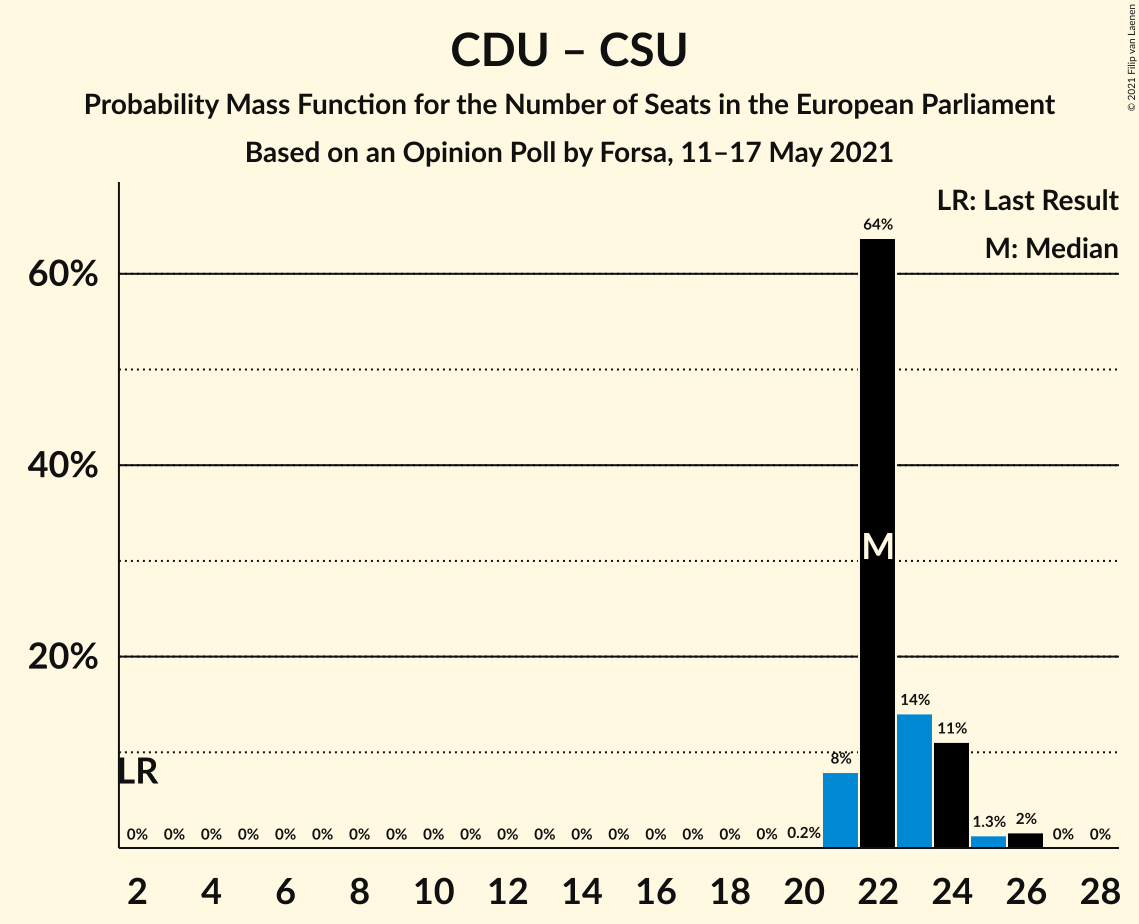 CDU – CSU
Probability Mass Function for the Number of Seats in the European Parliament
Based on an Opinion Poll by Forsa, 11–17 May 2021
© 2021 Filip van Laenen
LR: Last Result
M: Median
64%
60%
40%
M
20%
14%
11%
8%
LR
0% 0% 0% 0% 0% 0% 0% 0% 0% 0% 0% 0% 0% 0% 0% 0% 0% 0% 0.2% 1.3% 2% 0% 0%
2 4 6 8 10 12 14 16 18 20 22 24 26 28